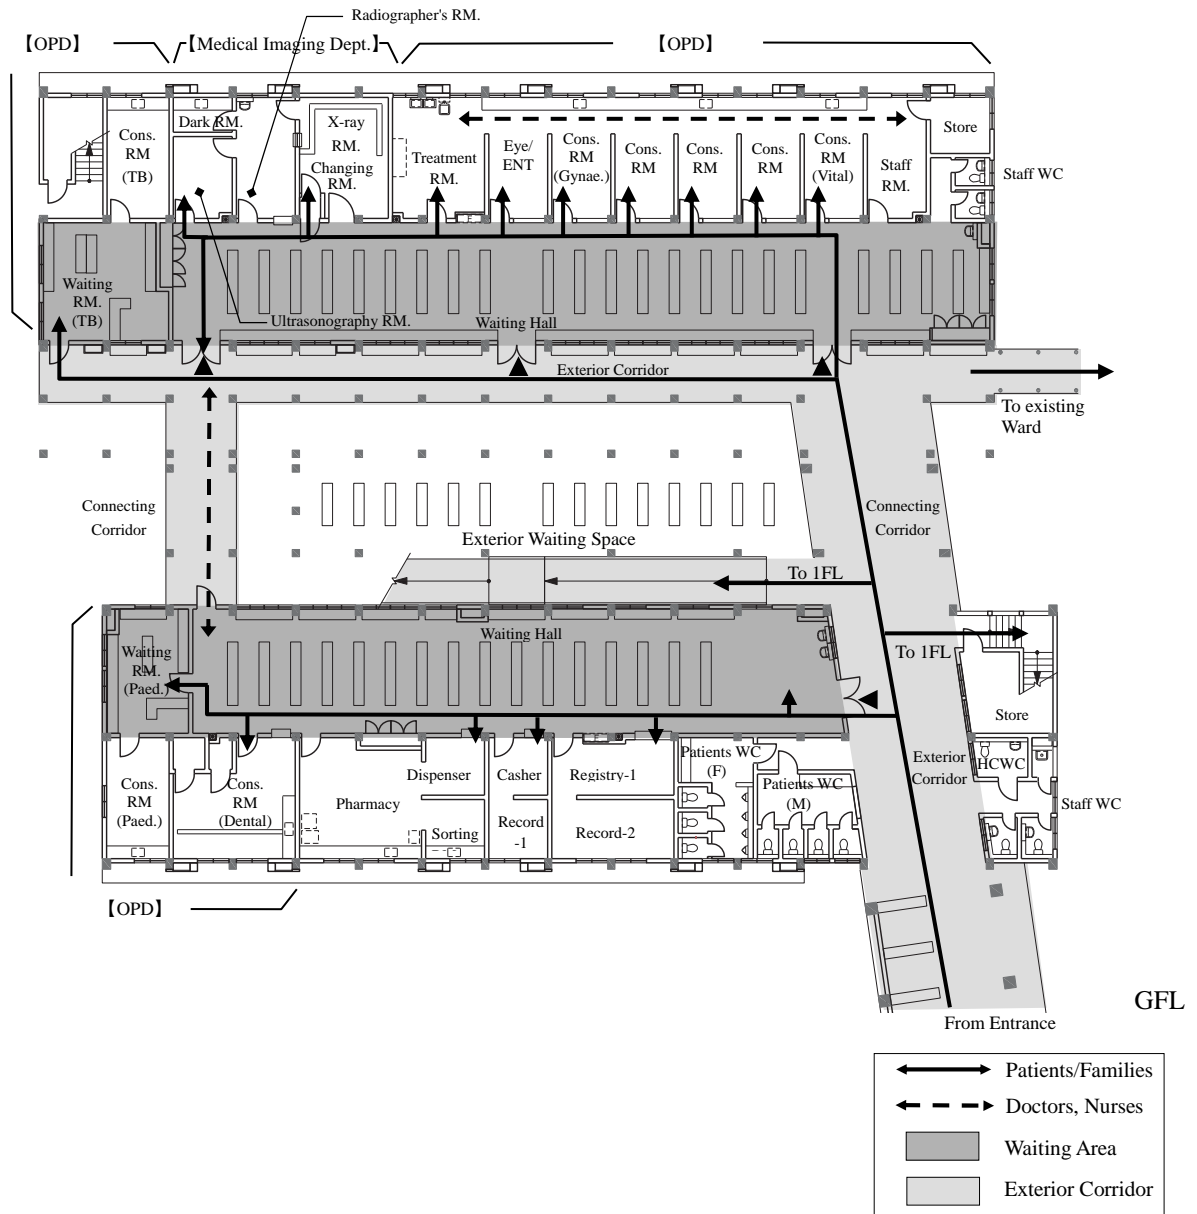 Radiographer's RM.
【OPD】
【Medical Imaging Dept.】
【OPD】
Dark RM.
Cons.
RM
(TB)
X-ray
RM.
Changing
RM.
Treatment
RM.
Eye/
ENT
Cons.
RM
(Gynae.)
Cons.
RM
Cons.
RM
Cons.
RM
Cons.
RM
(Vital)
Staff
RM.
Store
Staff WC
Waiting
RM.
(TB)
Ultrasonography RM.
Waiting Hall
Exterior Corridor
To existing
Ward
Connecting
Corridor
Connecting
Corridor
Exterior Waiting Space
To 1FL
Waiting Hall
To 1FL
Waiting
RM.
(Paed.)
Store
Cons.
RM
(Paed.)
Cons.
RM
(Dental)
Pharmacy
Dispenser
Sorting
Casher
Record
-1
Registry-1
Record-2
Patients WC
(F)
Patients WC
(M)
Exterior
Corridor
HCWC
Staff WC
【OPD】
GFL
From Entrance
Patients/Families
Doctors, Nurses
Waiting Area
Exterior Corridor